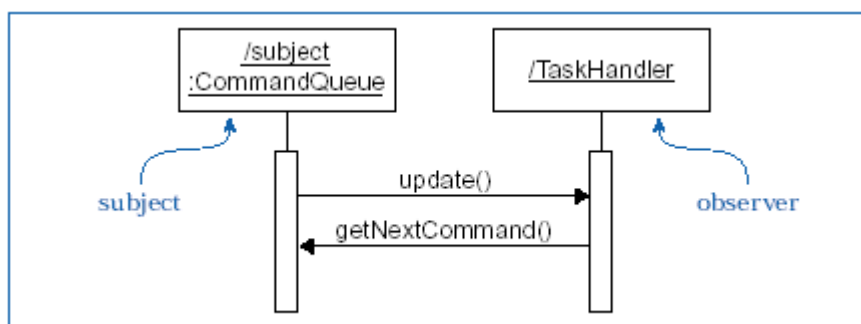 /subject
:CommandQueue
/TaskHandler
update()
subject
observer
getNextCommand()